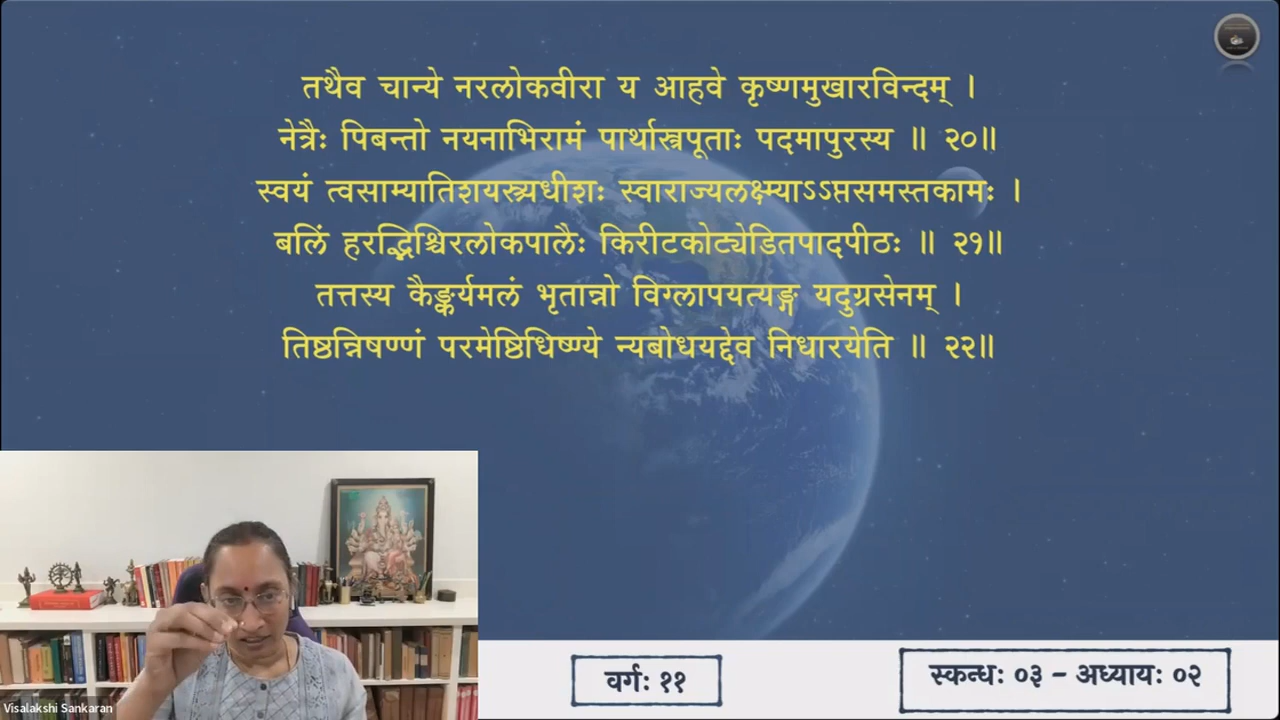 तथैव चान्ये नरलोकवीरा य आहवे कृष्णमुखारविन्दम् ।
नेत्रैः पिबन्तो नयनाभिरामं पार्थास्त्रपूताः पदमापुरस्य ॥ २०॥
स्वयं त्वसाम्यातिशयस्त्र्यधीशः स्वाराज्यलक्ष्म्याऽऽप्तसमस्तकामः ।
बलिं हरद्भिश्चिरलोकपालैः किरीटकोट्येडितपादपीठः ॥ २१॥
तत्तस्य कैङ्कर्यमलं भृतान्नो विग्लापयत्यङ्ग यदुग्रसेनम् ।
तिष्ठन्निषण्णं परमेष्ठिधिष्ण्ये न्यबोधयद्देव निधारयेति ॥ २२॥
Visalakshi Sankaran
वर्गः ११
स्कन्धः ०३ – अध्यायः ०२